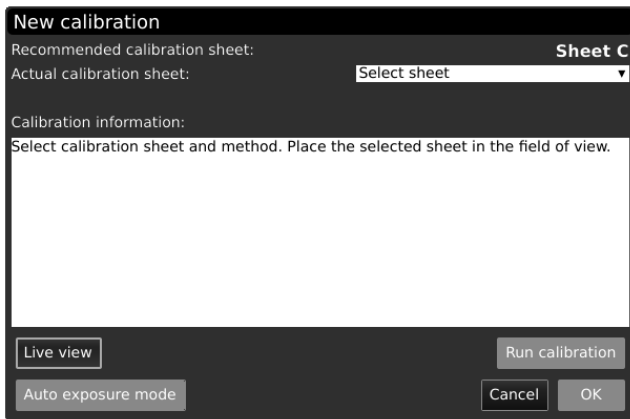 New calibration
Recommended calibration sheet: Sheet C
Actual calibration sheet: Select sheet
Calibration information:
Select calibration sheet and method. Place the selected sheet in the field of view.
Live view Run calibration
Auto exposure mode Cancel OK